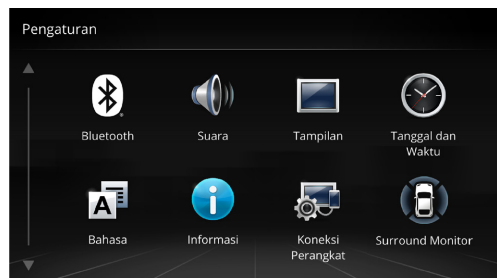 Pengaturan
Bluetooth
Suara
Tampilan
Tanggal dan
Waktu
A
Bahasa
Informasi
Koneksi
Perangkat
Surround Monitor